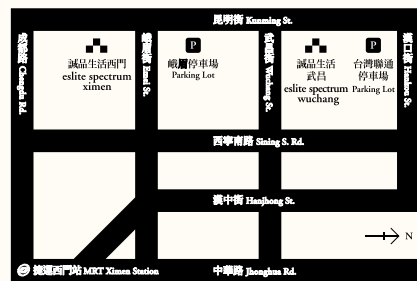 昆明街 Kunming St.
成都路 Chengdu Rd.
誠品生活西門
eslite spectrum
ximen
峨眉街 Emei St.
P
峨眉停車場
Parking Lot
武昌街 Wuchang St.
誠品生活
武昌
eslite spectrum
wuchang
P
台灣聯通
停車場
Parking Lot
漢口街 Hankou St.
西寧南路 Sining S. Rd.
漢中街 Hanjhong St.
N
捷運西門站 MRT Ximen Station
中華路 Jhonghua Rd.